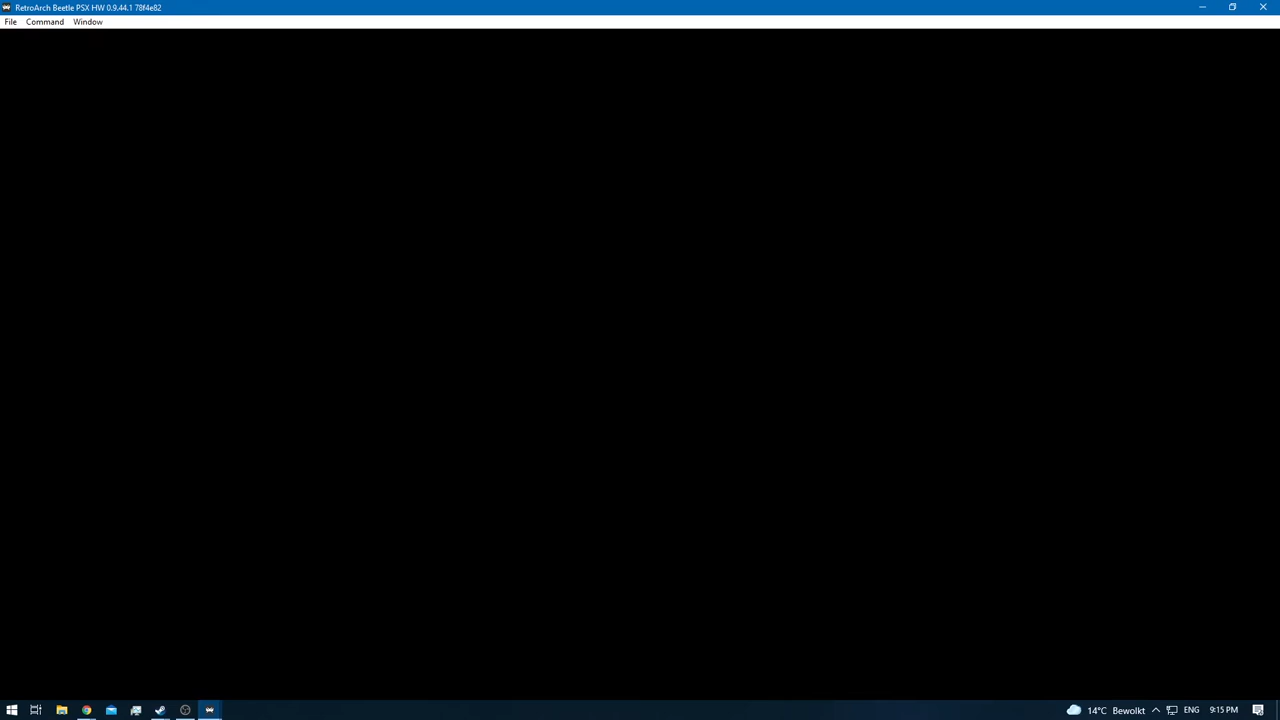 RetroArch Beetle PSX HW 0.9.44.1 78f4e82
File Command Window
14°C Bewolkt ENG 9:15 PM